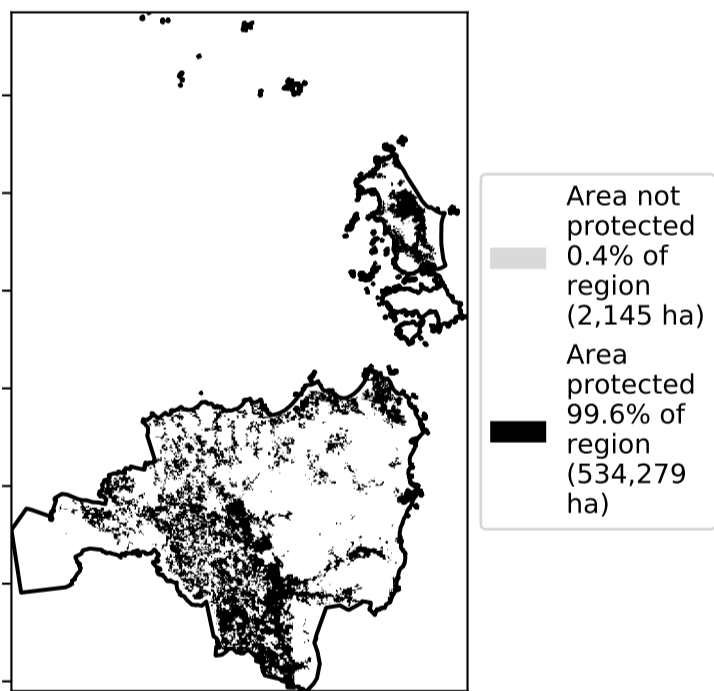 Area not
protected
0.4% of
region
(2,145 ha)
Area
protected
99.6% of
region
(534,279
ha)